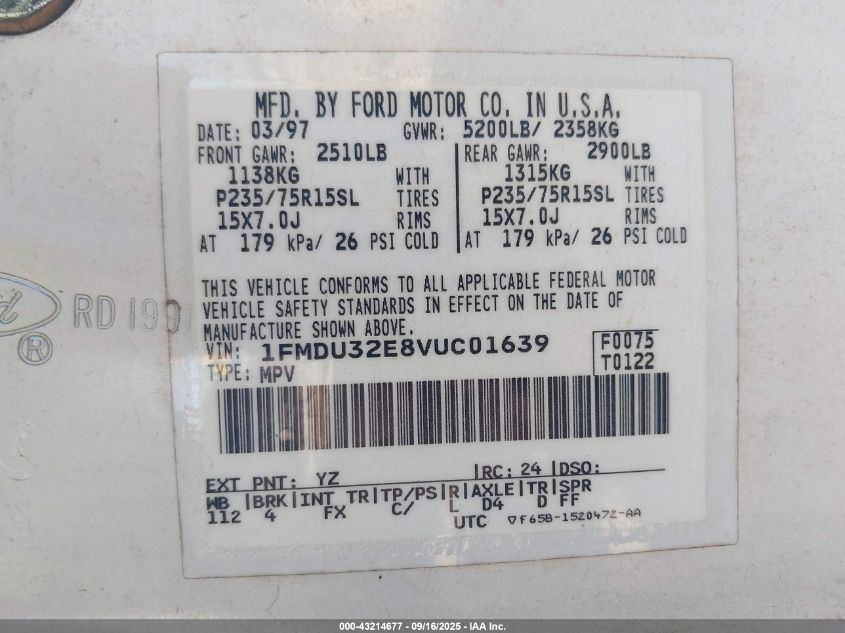 MFD. BY FORD MOTOR CO. IN U.S.A.
DATE: 03/97 GVWR: 5200LB/ 2358KG
FRONT GAWR: 2510LB REAR GAWR: 2900LB
1138KG WITH 1315KG WITH
P235/75R15SL TIRES P235/75R15SL TIRES
15X7.0J RIMS 15X7.0J RIMS
AT 179 kPa/ 26 PSI COLD AT 179 kPa/ 26 PSI COLD
THIS VEHICLE CONFORMS TO ALL APPLICABLE FEDERAL MOTOR
VEHICLE SAFETY STANDARDS IN EFFECT ON THE DATE OF
MANUFACTURE SHOWN ABOVE.
RD 199
®
VIN: 1FMDU32E8VUC01639 F0075
TYPE: MPV T0122
EXT PNT: YZ RC: 24 DSO:
WB BRK INT TR TP/PS R AXLE TR SPR
112 4 FX C/ L D4 D FF
UTC ▽F65B-1520472-AA
000-43214677 - 09/16/2025 - IAA Inc.